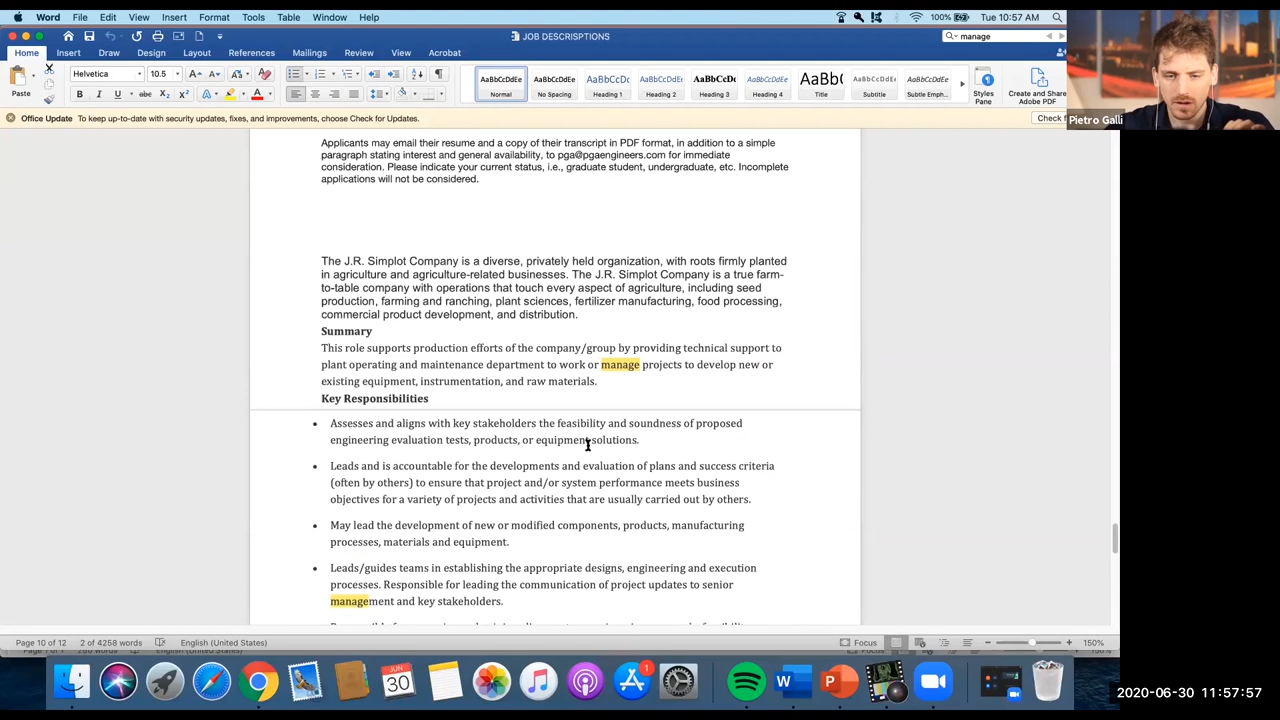 Word File Edit View Insert Format Tools Table Window Help 100% Tue 10:57 AM
JOB DESCRISPTIONS manage
Home Insert Draw Design Layout References Mailings Review View Acrobat
Helvetica 10.5 AaBbCcDdEe AaBbCcDdEe AaBbCcDc AaBbCcDdEe AaBbCcDc AaBbCcDdEe AaBb( AaBbCcDdEe AaBbCcDdEe
Paste B I U abc X₂ X² A Normal No Spacing Heading 1 Heading 2 Heading 3 Heading 4 Title Subtitle Subtle Emph... Styles Pane Create and Share Adobe PDF
Office Update To keep up-to-date with security updates, fixes, and improvements, choose Check for Updates. Check
Pietro Galli
Applicants may email their resume and a copy of their transcript in PDF format, in addition to a simple
paragraph stating interest and general availability, to pga@pgaengineers.com for immediate
consideration. Please indicate your current status, i.e., graduate student, undergraduate, etc. Incomplete
applications will not be considered.
The J.R. Simplot Company is a diverse, privately held organization, with roots firmly planted
in agriculture and agriculture-related businesses. The J.R. Simplot Company is a true farm-
to-table company with operations that touch every aspect of agriculture, including seed
production, farming and ranching, plant sciences, fertilizer manufacturing, food processing,
commercial product development, and distribution.
Summary
This role supports production efforts of the company/group by providing technical support to
plant operating and maintenance department to work or manage projects to develop new or
existing equipment, instrumentation, and raw materials.
Key Responsibilities
• Assesses and aligns with key stakeholders the feasibility and soundness of proposed
engineering evaluation tests, products, or equipment solutions.
• Leads and is accountable for the developments and evaluation of plans and success criteria
(often by others) to ensure that project and/or system performance meets business
objectives for a variety of projects and activities that are usually carried out by others.
• May lead the development of new or modified components, products, manufacturing
processes, materials and equipment.
• Leads/guides teams in establishing the appropriate designs, engineering and execution
processes. Responsible for leading the communication of project updates to senior
management and key stakeholders.
Page 10 of 12 2 of 4258 words English (United States) Focus 150%
JUN 30 W P 1
2020-06-30 11:57:57